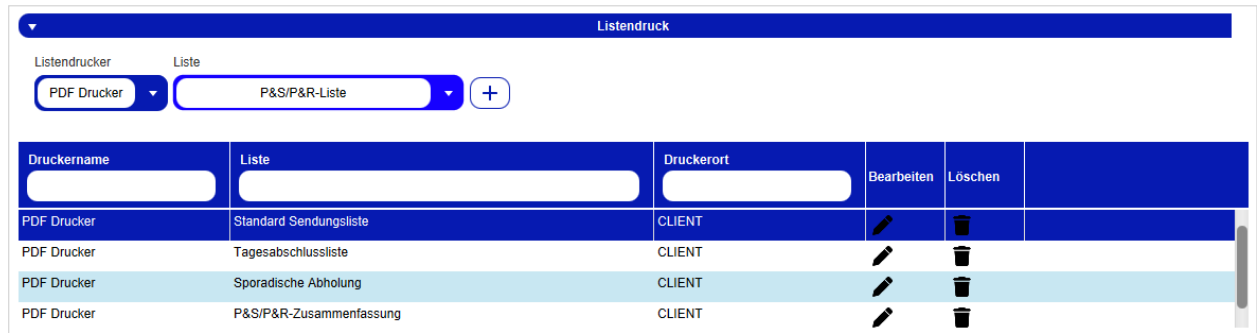 Listendruck
Listendrucker Liste
PDF Drucker P&S/P&R-Liste
Druckername Liste Druckerort
Bearbeiten Löschen
PDF Drucker Standard Sendungsliste CLIENT
PDF Drucker Tagesabschlussliste CLIENT
PDF Drucker Sporadische Abholung CLIENT
PDF Drucker P&S/P&R-Zusammenfassung CLIENT